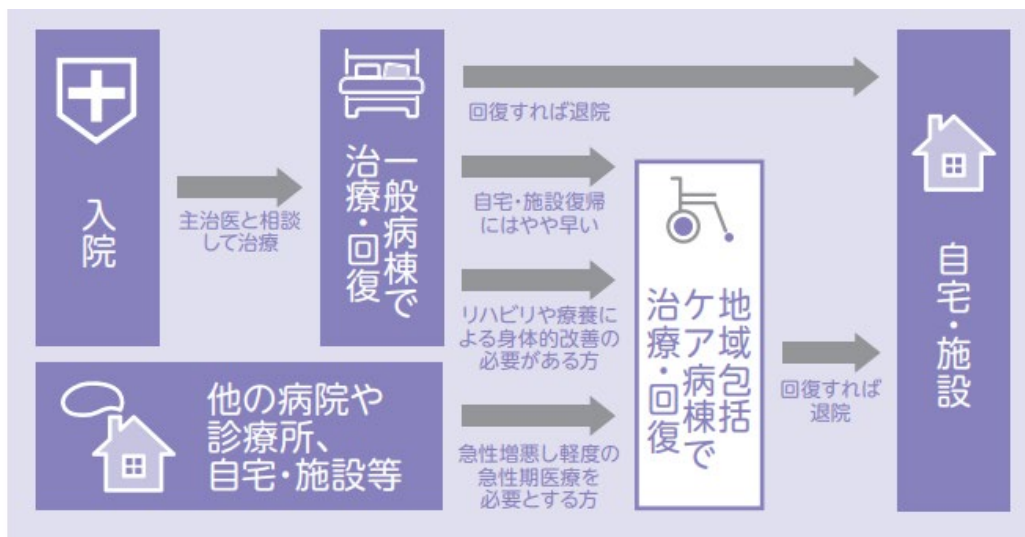 入院
主治医と相談
して治療
一般病棟で
治療・回復
回復すれば退院
自宅・施設復帰
にはやや早い
リハビリや療養に
よる身体的改善の
必要がある方
他の病院や
診療所、
自宅・施設等
急性増悪し軽度の
急性期医療を
必要とする方
地域包括
ケア病棟で
治療・回復
回復すれば
退院
自宅・施設